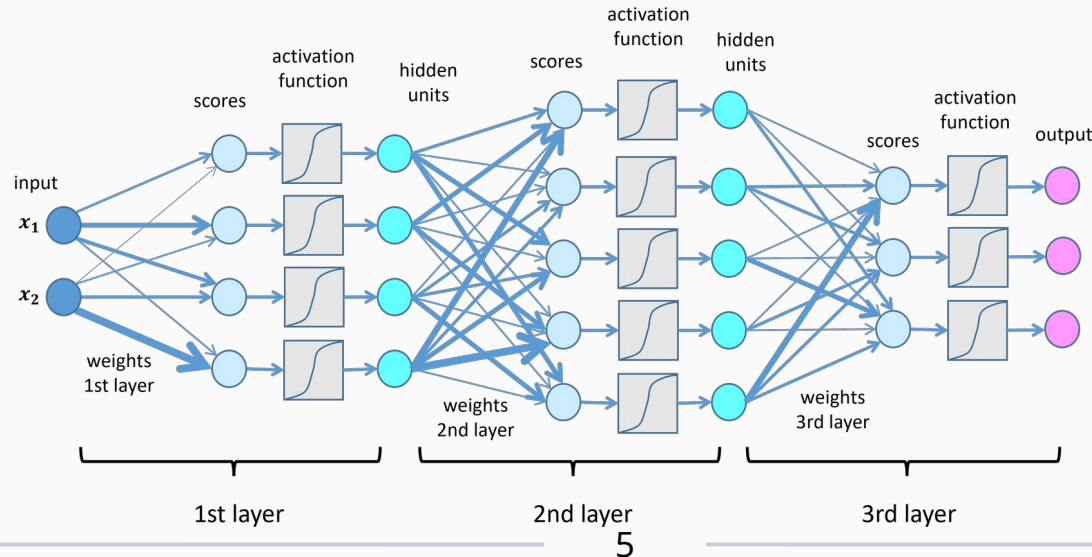 activation
function
hidden
units
scores
activation
function
hidden
units
scores
activation
function
scores
output
input
x₁
x₂
weights
1st layer
weights
2nd layer
weights
3rd layer
1st layer
2nd layer
3rd layer
5